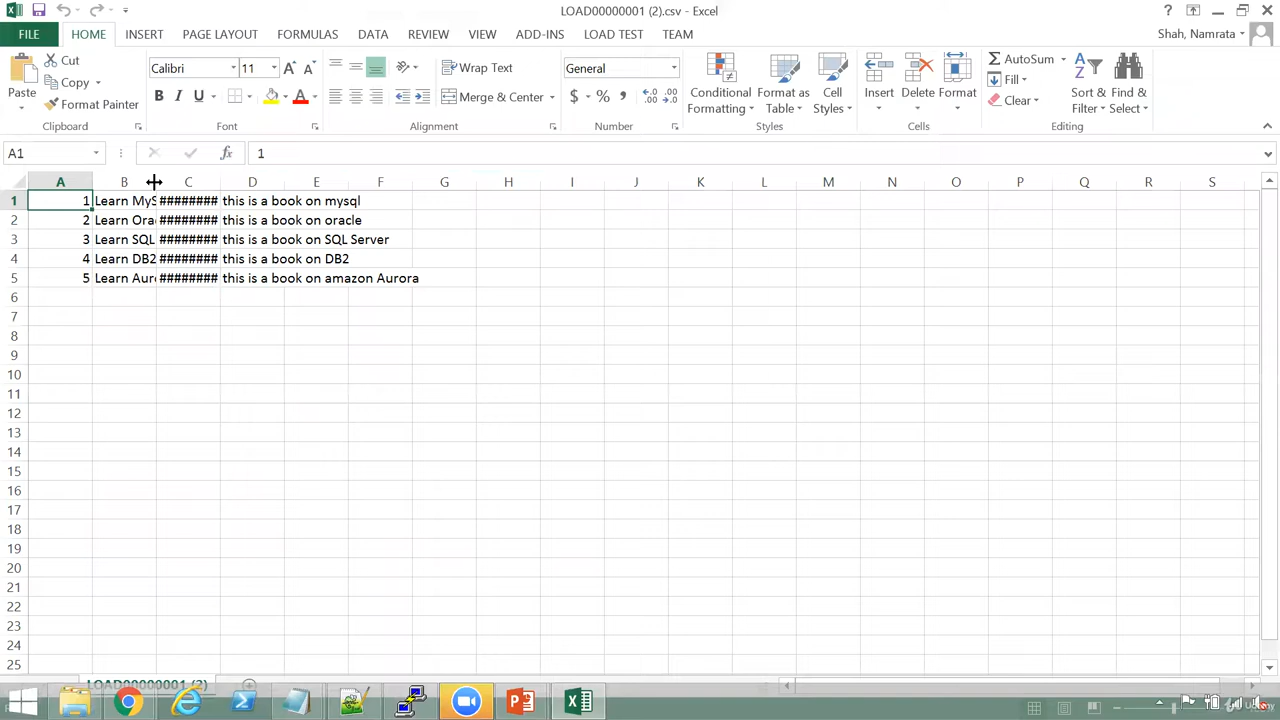 LOAD00000001 (2).csv - Excel
FILE HOME INSERT PAGE LAYOUT FORMULAS DATA REVIEW VIEW ADD-INS LOAD TEST TEAM Shah, Namrata
Cut
Copy
Format Painter
Paste
Clipboard
Calibri 11
B I U
Font
Wrap Text
Merge & Center
Alignment
General
$ % ,
Number
Conditional Formatting
Format as Table
Cell Styles
Styles
Insert Delete Format
Cells
AutoSum
Fill
Clear
Sort & Filter
Find & Select
Editing
A1 fx 1
A B C D E F G H I J K L M N O P Q R S
1 1 Learn MyS ######## this is a book on mysql
2 2 Learn Ora ######## this is a book on oracle
3 3 Learn SQL ######## this is a book on SQL Server
4 4 Learn DB2 ######## this is a book on DB2
5 5 Learn Aur ######## this is a book on amazon Aurora
6
7
8
9
10
11
12
13
14
15
16
17
18
19
20
21
22
23
24
25
LOAD00000001 (2)